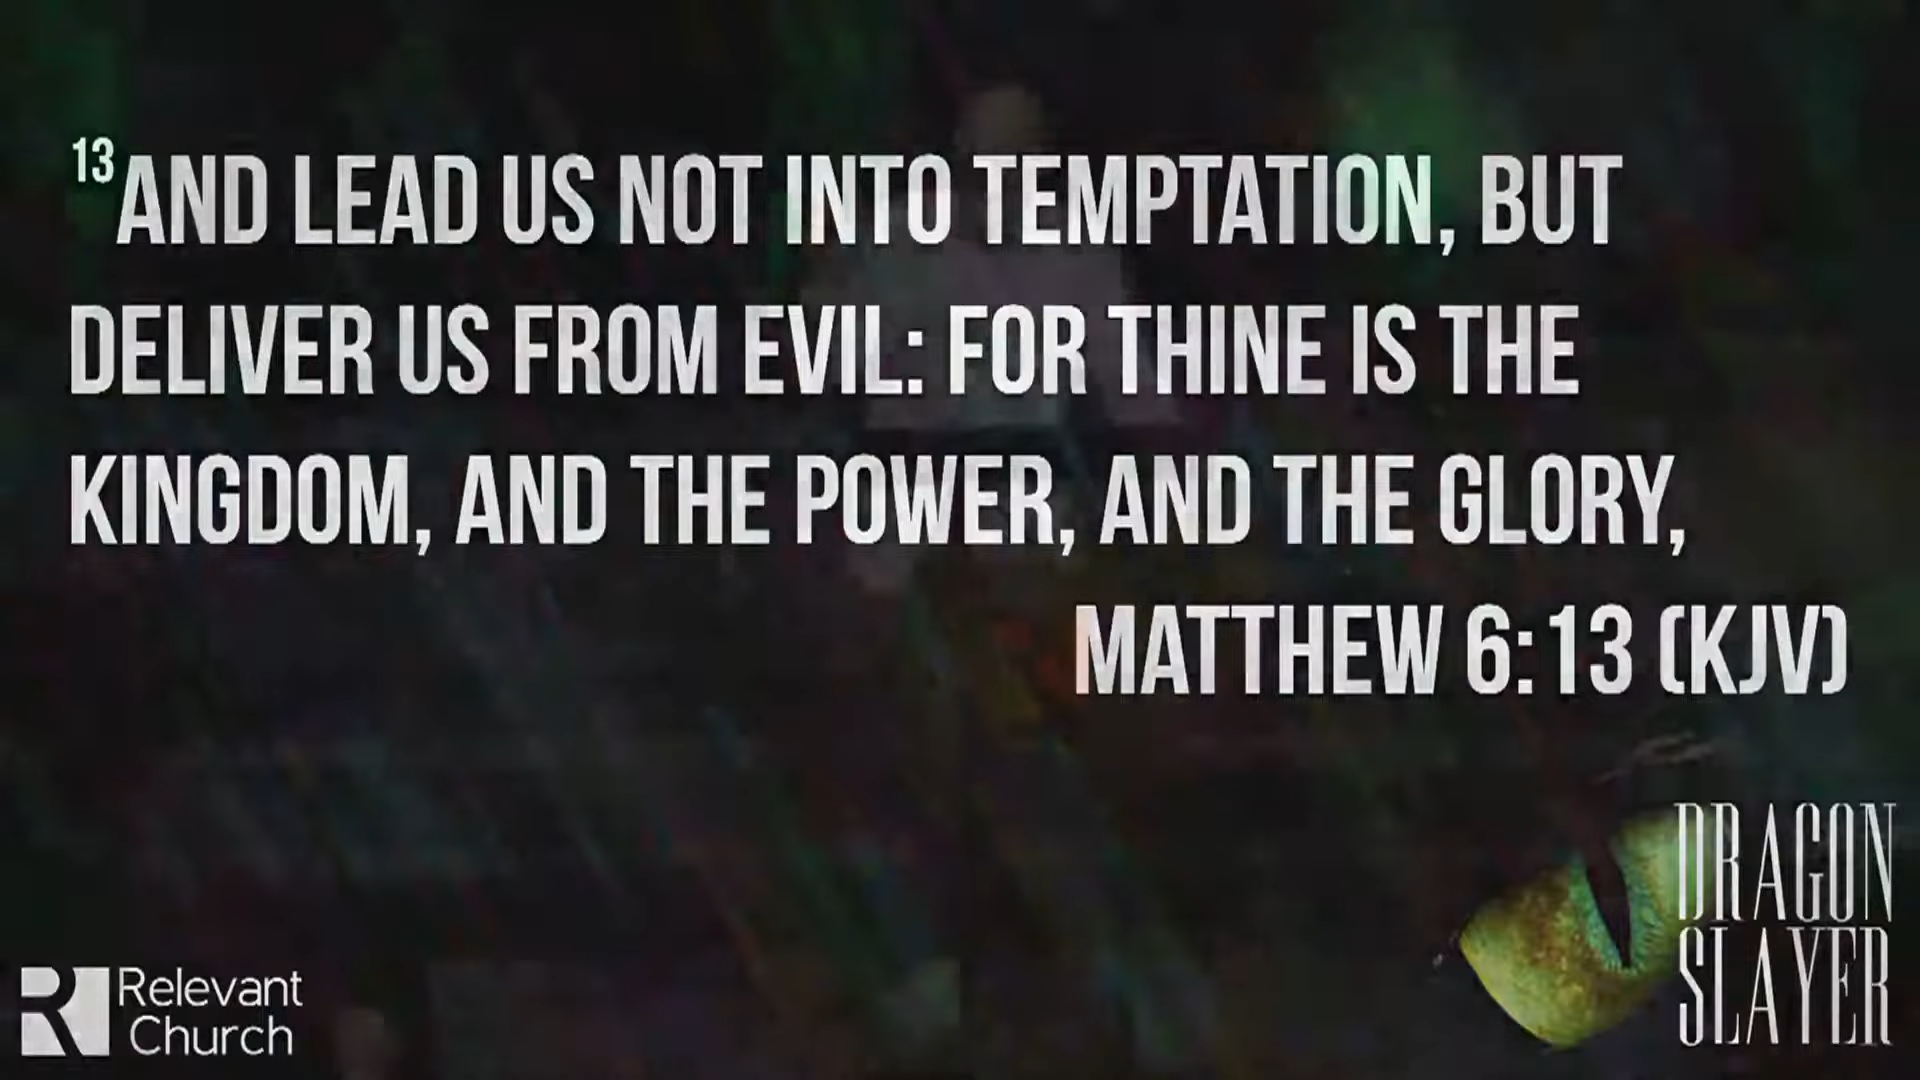 13 AND LEAD US NOT INTO TEMPTATION, BUT
DELIVER US FROM EVIL: FOR THINE IS THE
KINGDOM, AND THE POWER, AND THE GLORY,
MATTHEW 6:13 (KJV)
DRAGON
SLAYER
R Relevant
Church